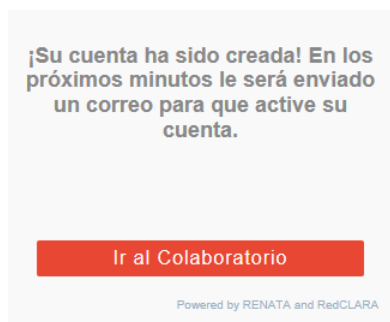 ¡Su cuenta ha sido creada! En los
próximos minutos le será enviado
un correo para que active su
cuenta.
Ir al Colaboratorio
Powered by RENATA and RedCLARA